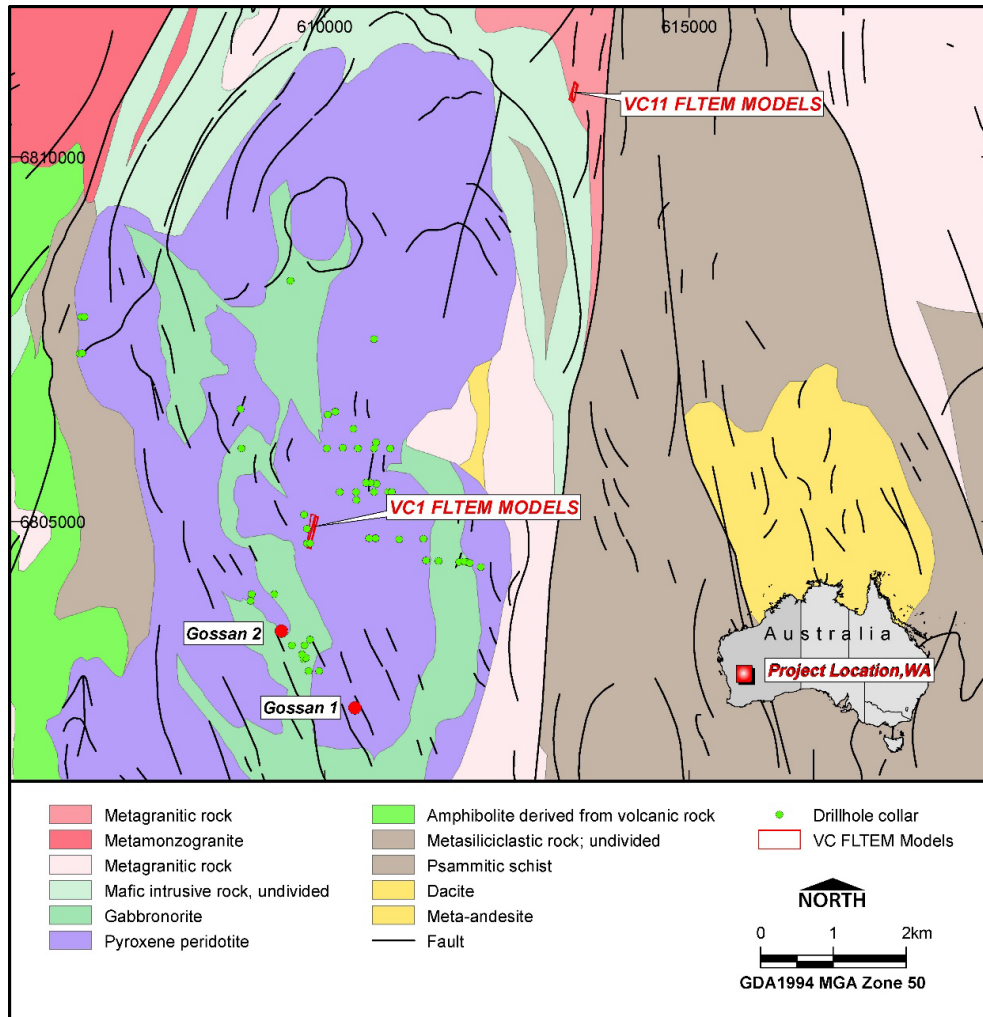 610000
615000
VC11 FLTEM MODELS
6810000
VC1 FLTEM MODELS
6805000
Gossan 2
Gossan 1
Australia
Project Location,WA
Metagranitic rock
Metamonzogranite
Metagranitic rock
Mafic intrusive rock, undivided
Gabbronorite
Pyroxene peridotite
Amphibolite derived from volcanic rock
Metasiliciclastic rock; undivided
Psammitic schist
Dacite
Meta-andesite
Fault
Drillhole collar
VC FLTEM Models
NORTH
0 1 2km
GDA1994 MGA Zone 50